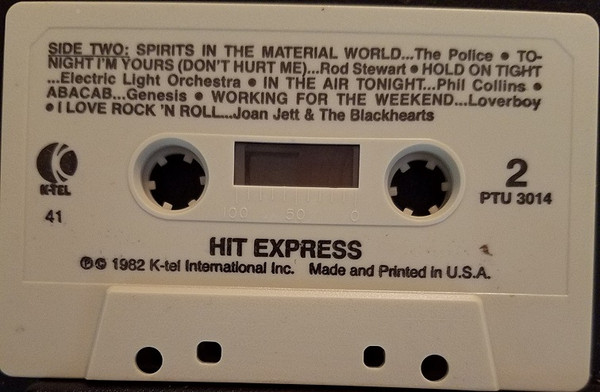 SIDE TWO: SPIRITS IN THE MATERIAL WORLD...The Police • TO-
NIGHT I'M YOURS (DON'T HURT ME)...Rod Stewart • HOLD ON TIGHT
...Electric Light Orchestra • IN THE AIR TONIGHT...Phil Collins •
ABACAB...Genesis • WORKING FOR THE WEEKEND...Loverboy
• I LOVE ROCK 'N ROLL...Joan Jett & The Blackhearts
K-TEL
41
2
PTU 3014
100 50 0
HIT EXPRESS
℗© 1982 K-tel International Inc. Made and Printed in U.S.A.